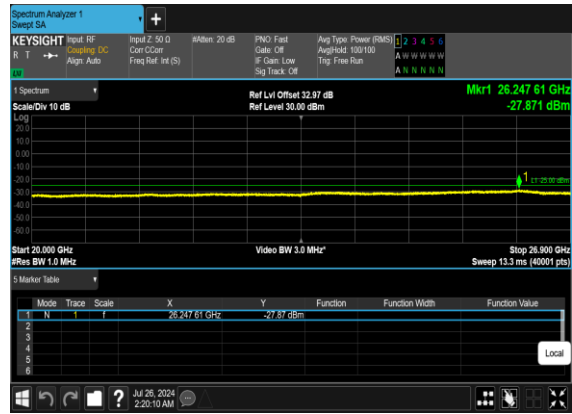 Spectrum Analyzer 1
Swept SA
+
KEYSIGHT Input: RF Input Z: 50 Ω #Atten: 20 dB PNO: Fast Avg Type: Power (RMS) 1 2 3 4 5 6
R T Coupling: DC Corr CCorr Gate: Off Avg|Hold: 100/100 A W W W W W
Align: Auto Freq Ref: Int (S) IF Gain: Low Trig: Free Run
Sig Track: Off A N N N N N
1 Spectrum Ref Lvl Offset 32.97 dB Mkr1 26.247 61 GHz
Scale/Div 10 dB Ref Level 30.00 dBm -27.871 dBm
Log
20.0
10.0
0.00
-10.0
-20.0 1 L1 -25.00 dBm
-30.0
-40.0
-50.0
-60.0
Start 20.000 GHz Video BW 3.0 MHz* Stop 26.900 GHz
#Res BW 1.0 MHz Sweep 13.3 ms (40001 pts)
5 Marker Table
Mode Trace Scale X Y Function Function Width Function Value
1 N 1 f 26.247 61 GHz -27.87 dBm
2
3
4
5
6
Local
? Jul 26, 2024
2:20:10 AM